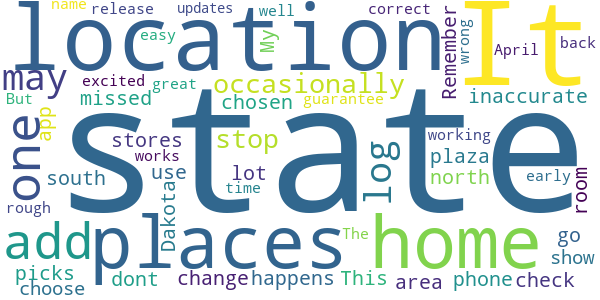 name release updates My well correct wrong
easy
location It
Remember April back
may excited great occasionally
But app missed chosen guarantee inaccurate
state
one stores stop log working
works use lot plaza
south Dakota time north early room
rough
add places home go
The show
picks dont change happens This area phone check
choose